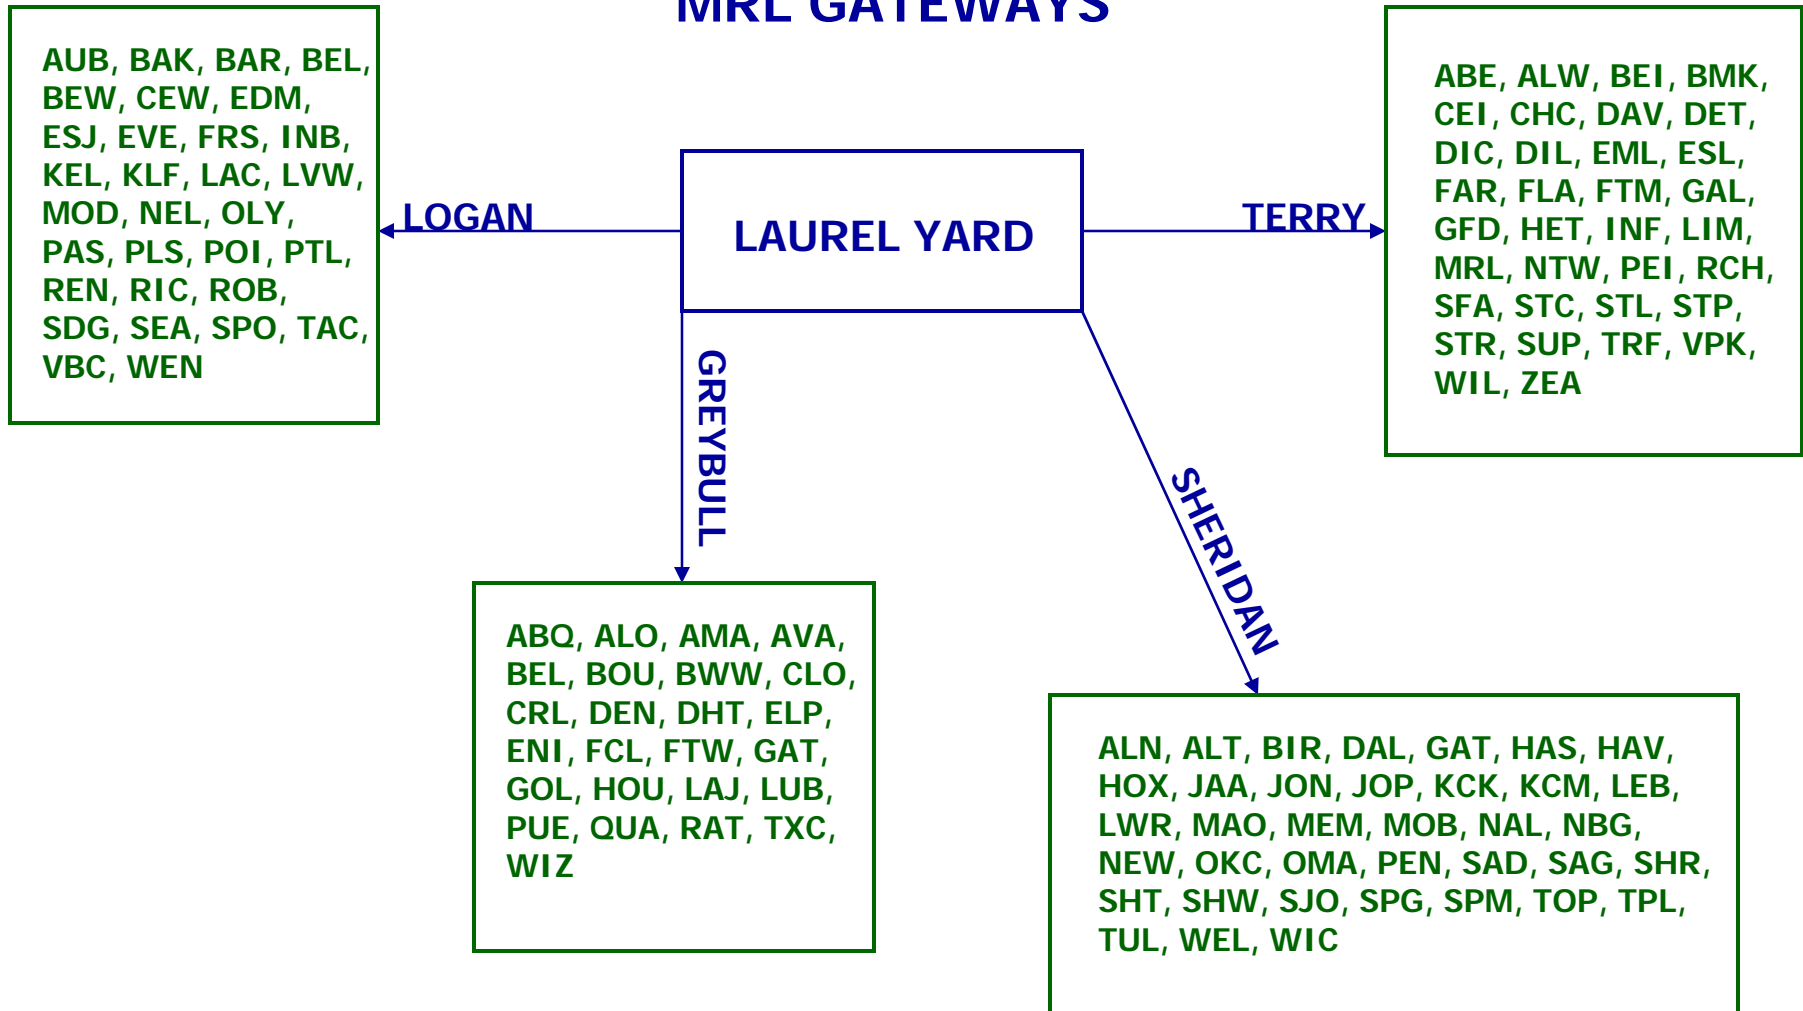 MRL GATEWAYS
AUB, BAK, BAR, BEL,
BEW, CEW, EDM,
ESJ, EVE, FRS, INB,
KEL, KLF, LAC, LVW,
MOD, NEL, OLY,
PAS, PLS, POI, PTL,
REN, RIC, ROB,
SDG, SEA, SPO, TAC,
VBC, WEN
LOGAN
LAUREL YARD
TERRY
ABE, ALW, BEI, BMK,
CEI, CHC, DAV, DET,
DIC, DIL, EML, ESL,
FAR, FLA, FTM, GAL,
GFD, HET, INF, LIM,
MRL, NTW, PEI, RCH,
SFA, STC, STL, STP,
STR, SUP, TRF, VPK,
WIL, ZEA
GREYBULL
SHERIDAN
ABQ, ALO, AMA, AVA,
BEL, BOU, BWW, CLO,
CRL, DEN, DHT, ELP,
ENI, FCL, FTW, GAT,
GOL, HOU, LAJ, LUB,
PUE, QUA, RAT, TXC,
WIZ
ALN, ALT, BIR, DAL, GAT, HAS, HAV,
HOX, JAA, JON, JOP, KCK, KCM, LEB,
LWR, MAO, MEM, MOB, NAL, NBG,
NEW, OKC, OMA, PEN, SAD, SAG, SHR,
SHT, SHW, SJO, SPG, SPM, TOP, TPL,
TUL, WEL, WIC